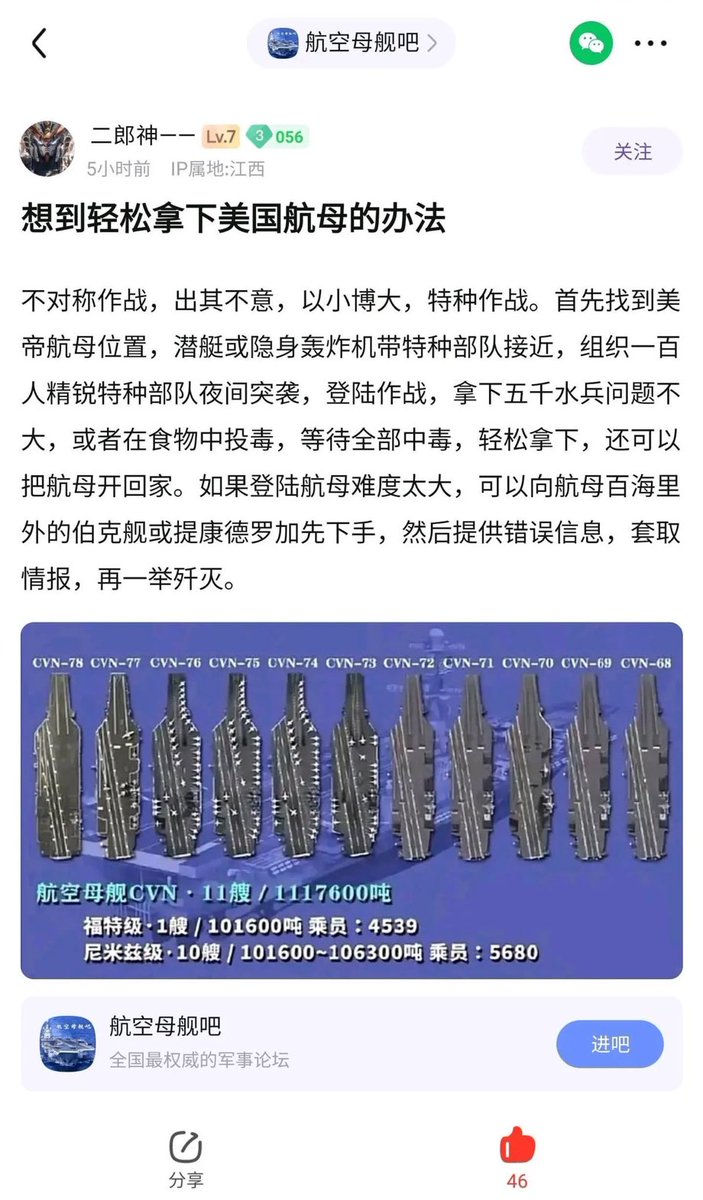 航空母舰吧
二郎神一一 Lv.7 3 056
5小时前 IP属地:江西
关注
想到轻松拿下美国航母的办法
不对称作战，出其不意，以小博大，特种作战。首先找到美
帝航母位置，潜艇或隐身轰炸机带特种部队接近，组织一百
人精锐特种部队夜间突袭，登陆作战，拿下五千水兵问题不
大，或者在食物中投毒，等待全部中毒，轻松拿下，还可以
把航母开回家。如果登陆航母难度太大，可以向航母百海里
外的伯克舰或提康德罗加先下手，然后提供错误信息，套取
情报，再一举歼灭。
CVN-78 CVN-77 CVN-76 CVN-75 CVN-74 CVN-73 CVN-72 CVN-71 CVN-70 CVN-69 CVN-68
航空母舰CVN · 11艘 / 1117600吨
福特级·1艘 / 101600吨 乘员：4539
尼米兹级·10艘 / 101600~106300吨 乘员：5680
航空母舰吧
航空母舰吧
全国最权威的军事论坛
进吧
分享
46